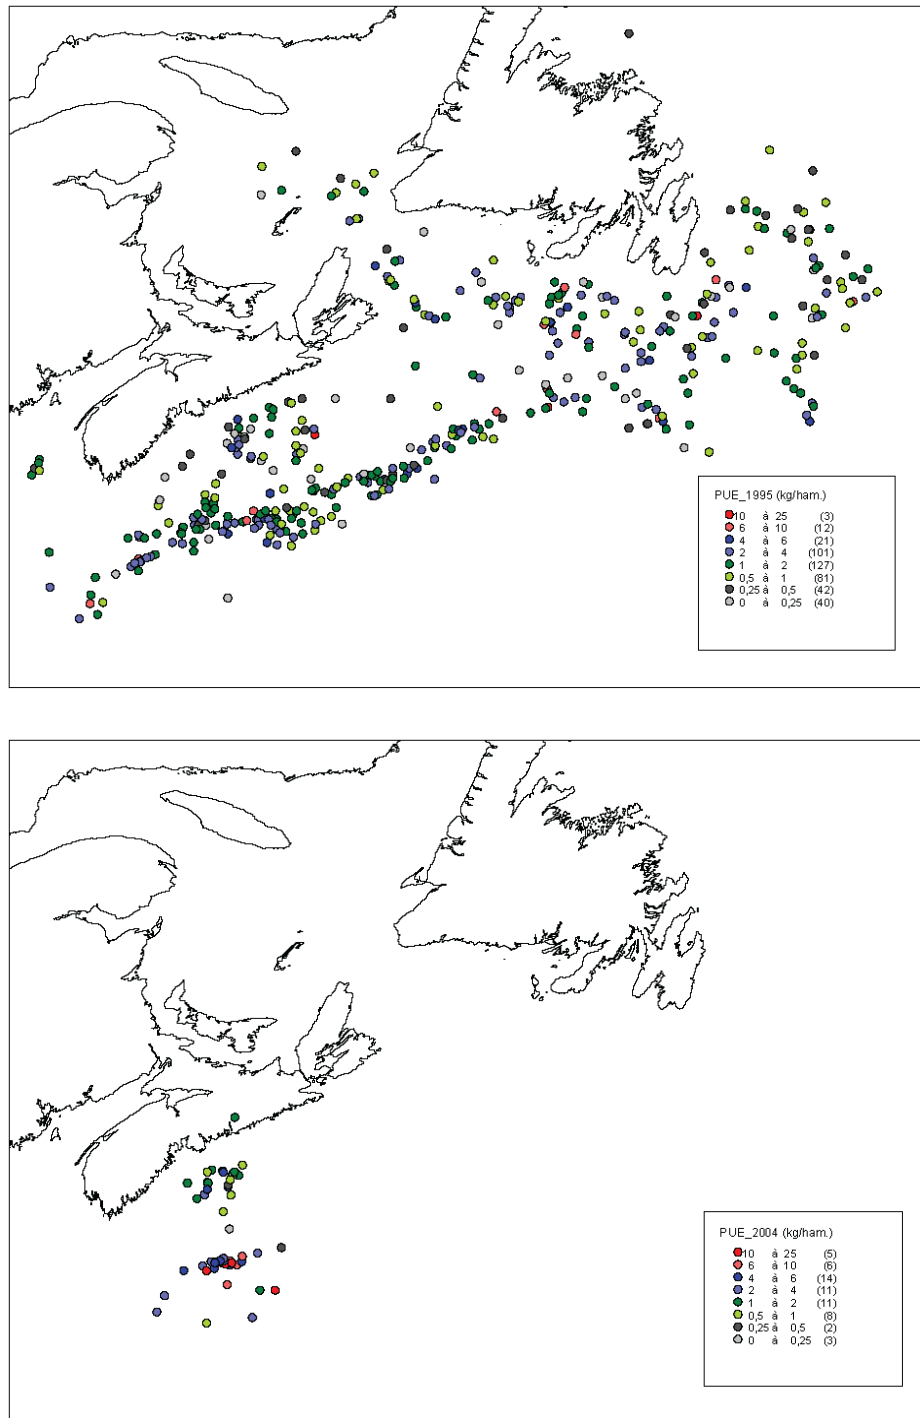 PUE_1995 (kg/ham.)
10 à 25 (3)
6 à 10 (12)
4 à 6 (21)
2 à 4 (101)
1 à 2 (127)
0,5 à 1 (81)
0,25 à 0,5 (42)
0 à 0,25 (40)
PUE_2004 (kg/ham.)
10 à 25 (5)
6 à 10 (6)
4 à 6 (14)
2 à 4 (11)
1 à 2 (11)
0,5 à 1 (8)
0,25 à 0,5 (2)
0 à 0,25 (3)